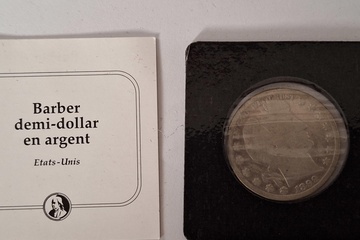 Barber
demi-dollar
en argent
Etats-Unis